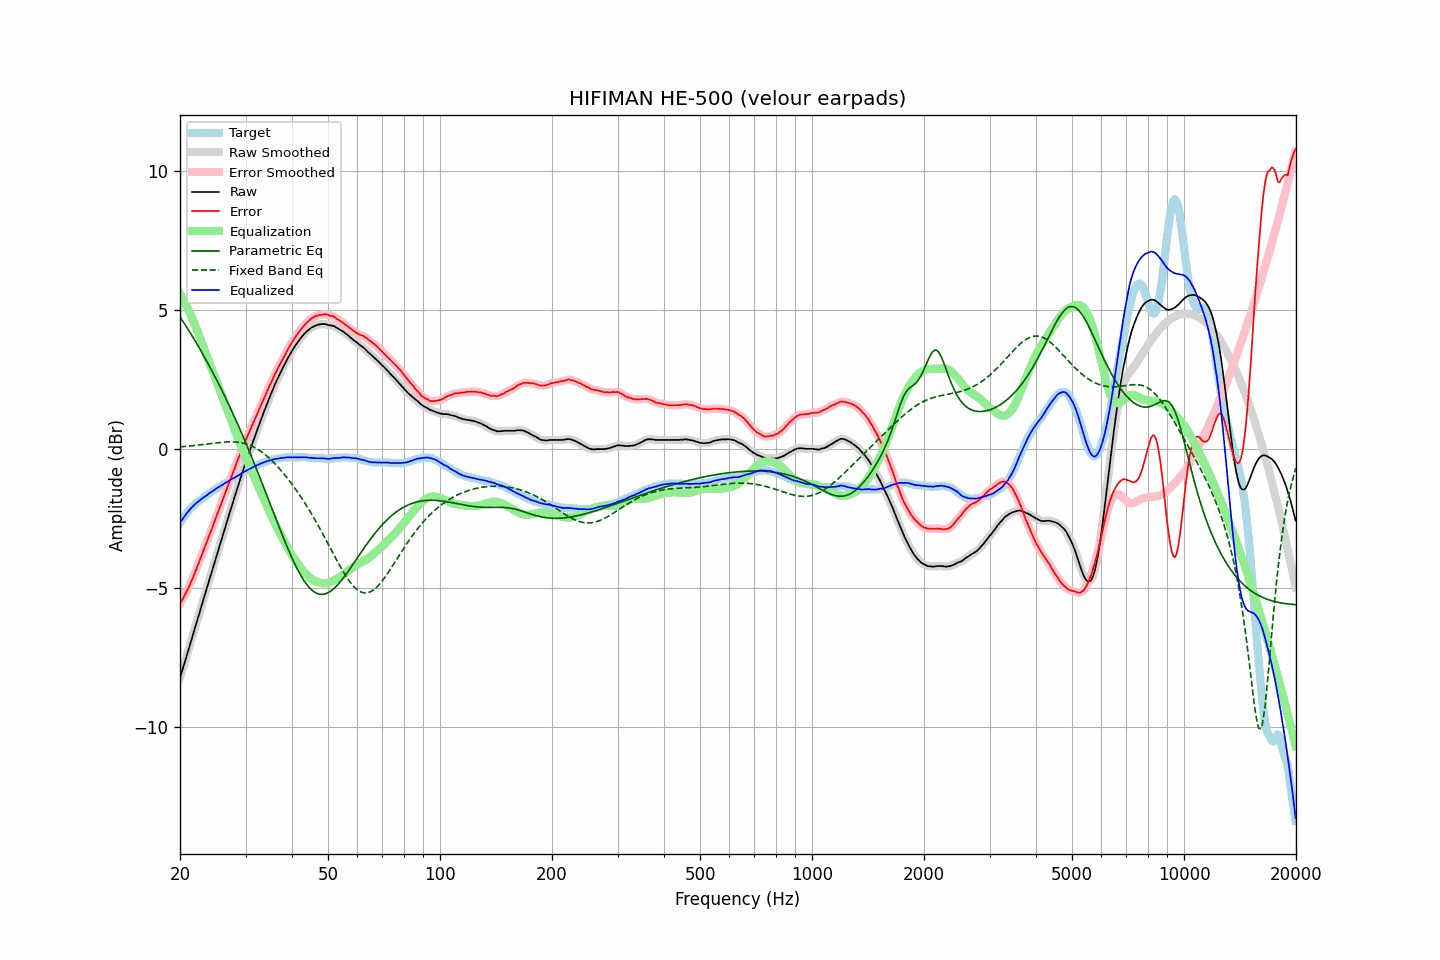 HIFIMAN HE-500 (velour earpads)
Target
Raw Smoothed
Error Smoothed
Raw
Error
Equalization
Parametric Eq
Fixed Band Eq
Equalized
Amplitude (dBr)
10
5
0
−5
−10
20
50
100
200
500
1000
2000
5000
10000
20000
Frequency (Hz)